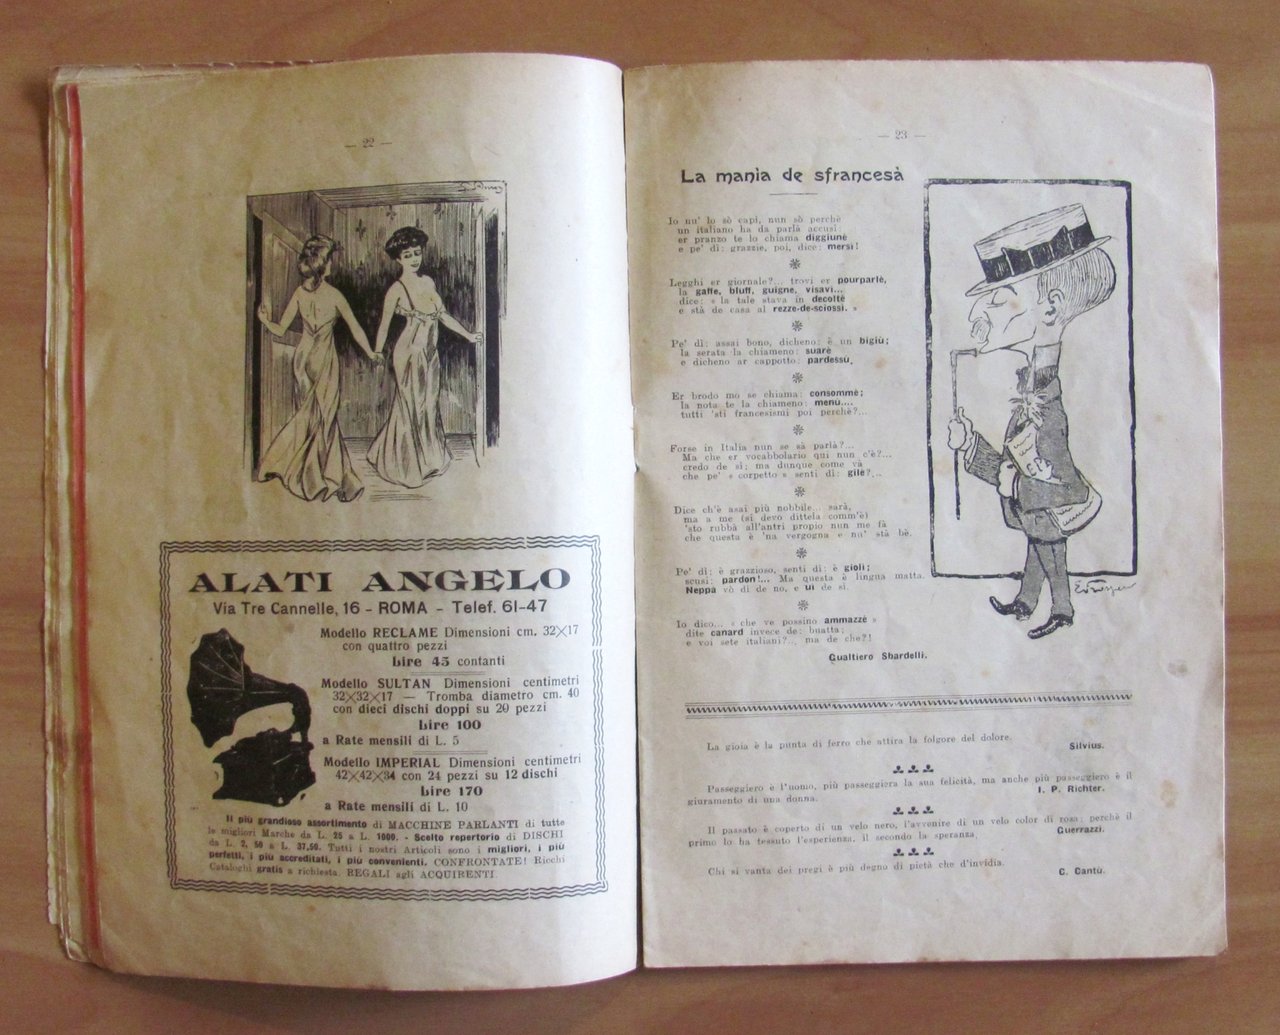 — 22 —
ALATI ANGELO
Via Tre Cannelle, 16 - ROMA - Telef. 61-47
Modello RECLAME Dimensioni cm. 32×17
con quattro pezzi
Lire 45 contanti
Modello SULTAN Dimensioni centimetri
32×32×17 — Tromba diametro cm. 40
con dieci dischi doppi su 20 pezzi
Lire 100
a Rate mensili di L. 5
Modello IMPERIAL Dimensioni centimetri
42×42×34 con 24 pezzi su 12 dischi
Lire 170
a Rate mensili di L. 10
Il più grandioso assortimento di MACCHINE PARLANTI di tutte
le migliori Marche da L. 25 a L. 1000. - Scelto repertorio di DISCHI
da L. 2, 50 a L. 37,50. Tutti i nostri Articoli sono i migliori, i più
perfetti, i più accreditati, i più convenienti. CONFRONTATE! Ricchi
Cataloghi gratis a richiesta. REGALI agli ACQUIRENTI.
— 23 —
La mania de sfrancesà
Io nu' lo sò capì, nun sò perchè
un italiano ha da parlà accusì:
er pranzo te lo chiama diggiunè
e pe' dì: grazzie, poi, dice: mersì!
Legghi er giornale?... trovi er pourparlè,
la gaffe, bluff, guigne, visavì...
dice: « la tale stava in decoltè
e stà de casa al rezze-de-sciossì. »
Pe' dì: assai bono, dicheno: è un bigiù;
la serata la chiameno: suarè
e dicheno ar cappotto: pardessù,
Er brodo mo se chiama: consommè;
la nota te la chiameno: menù....
tutti 'sti francesismi poi perchè?...
Forse in Italia nun se sà parlà?...
Ma che er vocabbolario qui nun c'è?...
credo de sì; ma dunque come và
che pe' « corpetto » senti dì: gilè?...
Dice ch'è asai più nobbile... sarà,
ma a me (si devo dittela comm'è)
'sto rubbà all'antri propio nun me fà
che questa è 'na vergogna e nu' stà bè.
Pe' dì: è grazzioso, senti dì: è giolì;
scusi: pardon!... Ma questa è lingua matta.
Neppà vò dì de no, e uì de sì.
Io dico... « che ve possino ammazzè »
dite canard invece de: buatta;
e voi sete italiani?... ma de che?!
Gualtiero Sbardelli.
La gioia è la punta di ferro che attira la folgore del dolore.
Silvius.
Passeggiero è l'uomo, più passeggiera la sua felicità, ma anche più passeggiero è il
giuramento di una donna.
I. P. Richter.
Il passato è coperto di un velo nero, l'avvenire di un velo color di rosa; perchè il
primo lo ha tessuto l'esperienza, il secondo la speranza,
Guerrazzi.
Chi si vanta dei pregi è più degno di pietà che d'invidia.
C. Cantù.